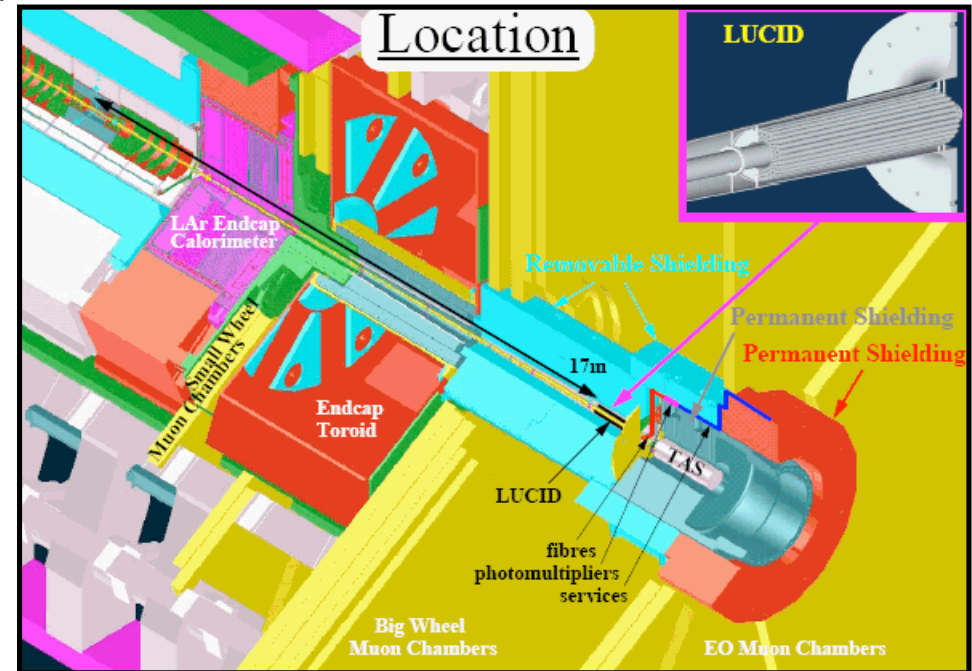 Location
LUCID
LAr Endcap
Calorimeter
Removable Shielding
Permanent Shielding
Permanent Shielding
Small Wheel
Muon Chambers
17m
Endcap
Toroid
TAS
LUCID
fibres
photomultipliers
services
Big Wheel
Muon Chambers
EO Muon Chambers